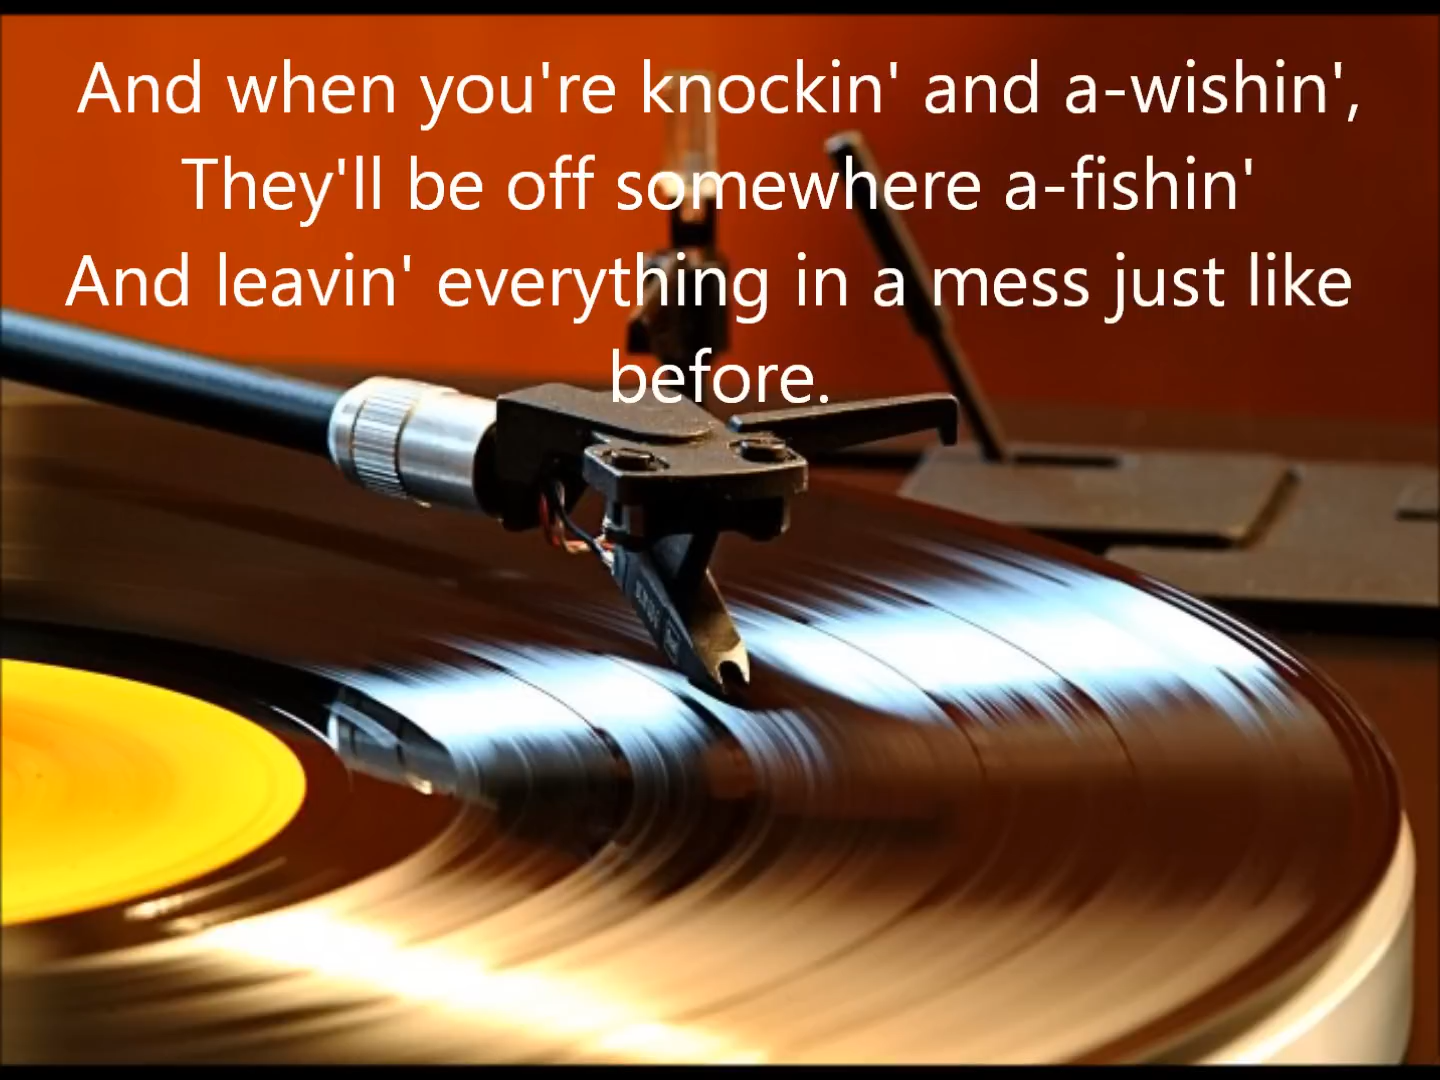 And when you're knockin' and a-wishin',
They'll be off somewhere a-fishin'
And leavin' everything in a mess just like
before.